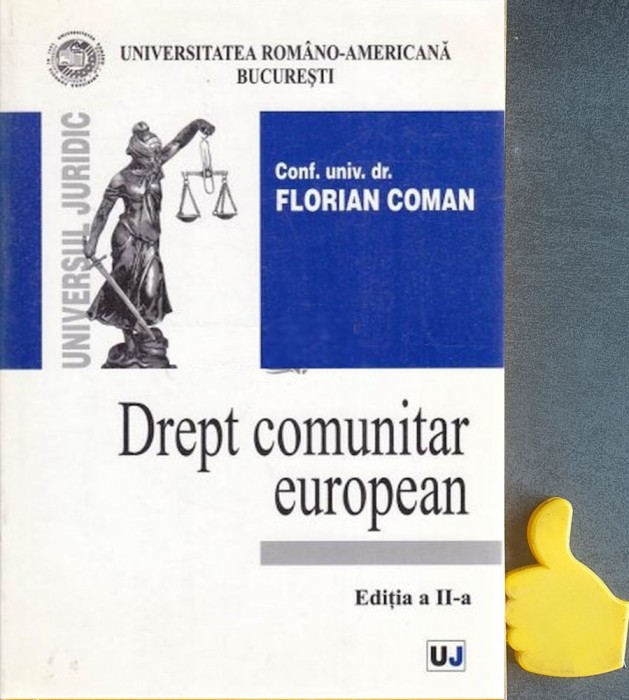 UNIVERSITATEA ROMÂNO-AMERICANĂ
BUCUREȘTI
UNIVERSUL JURIDIC
Conf. univ. dr.
FLORIAN COMAN
Drept comunitar
european
Ediția a II-a
UJ